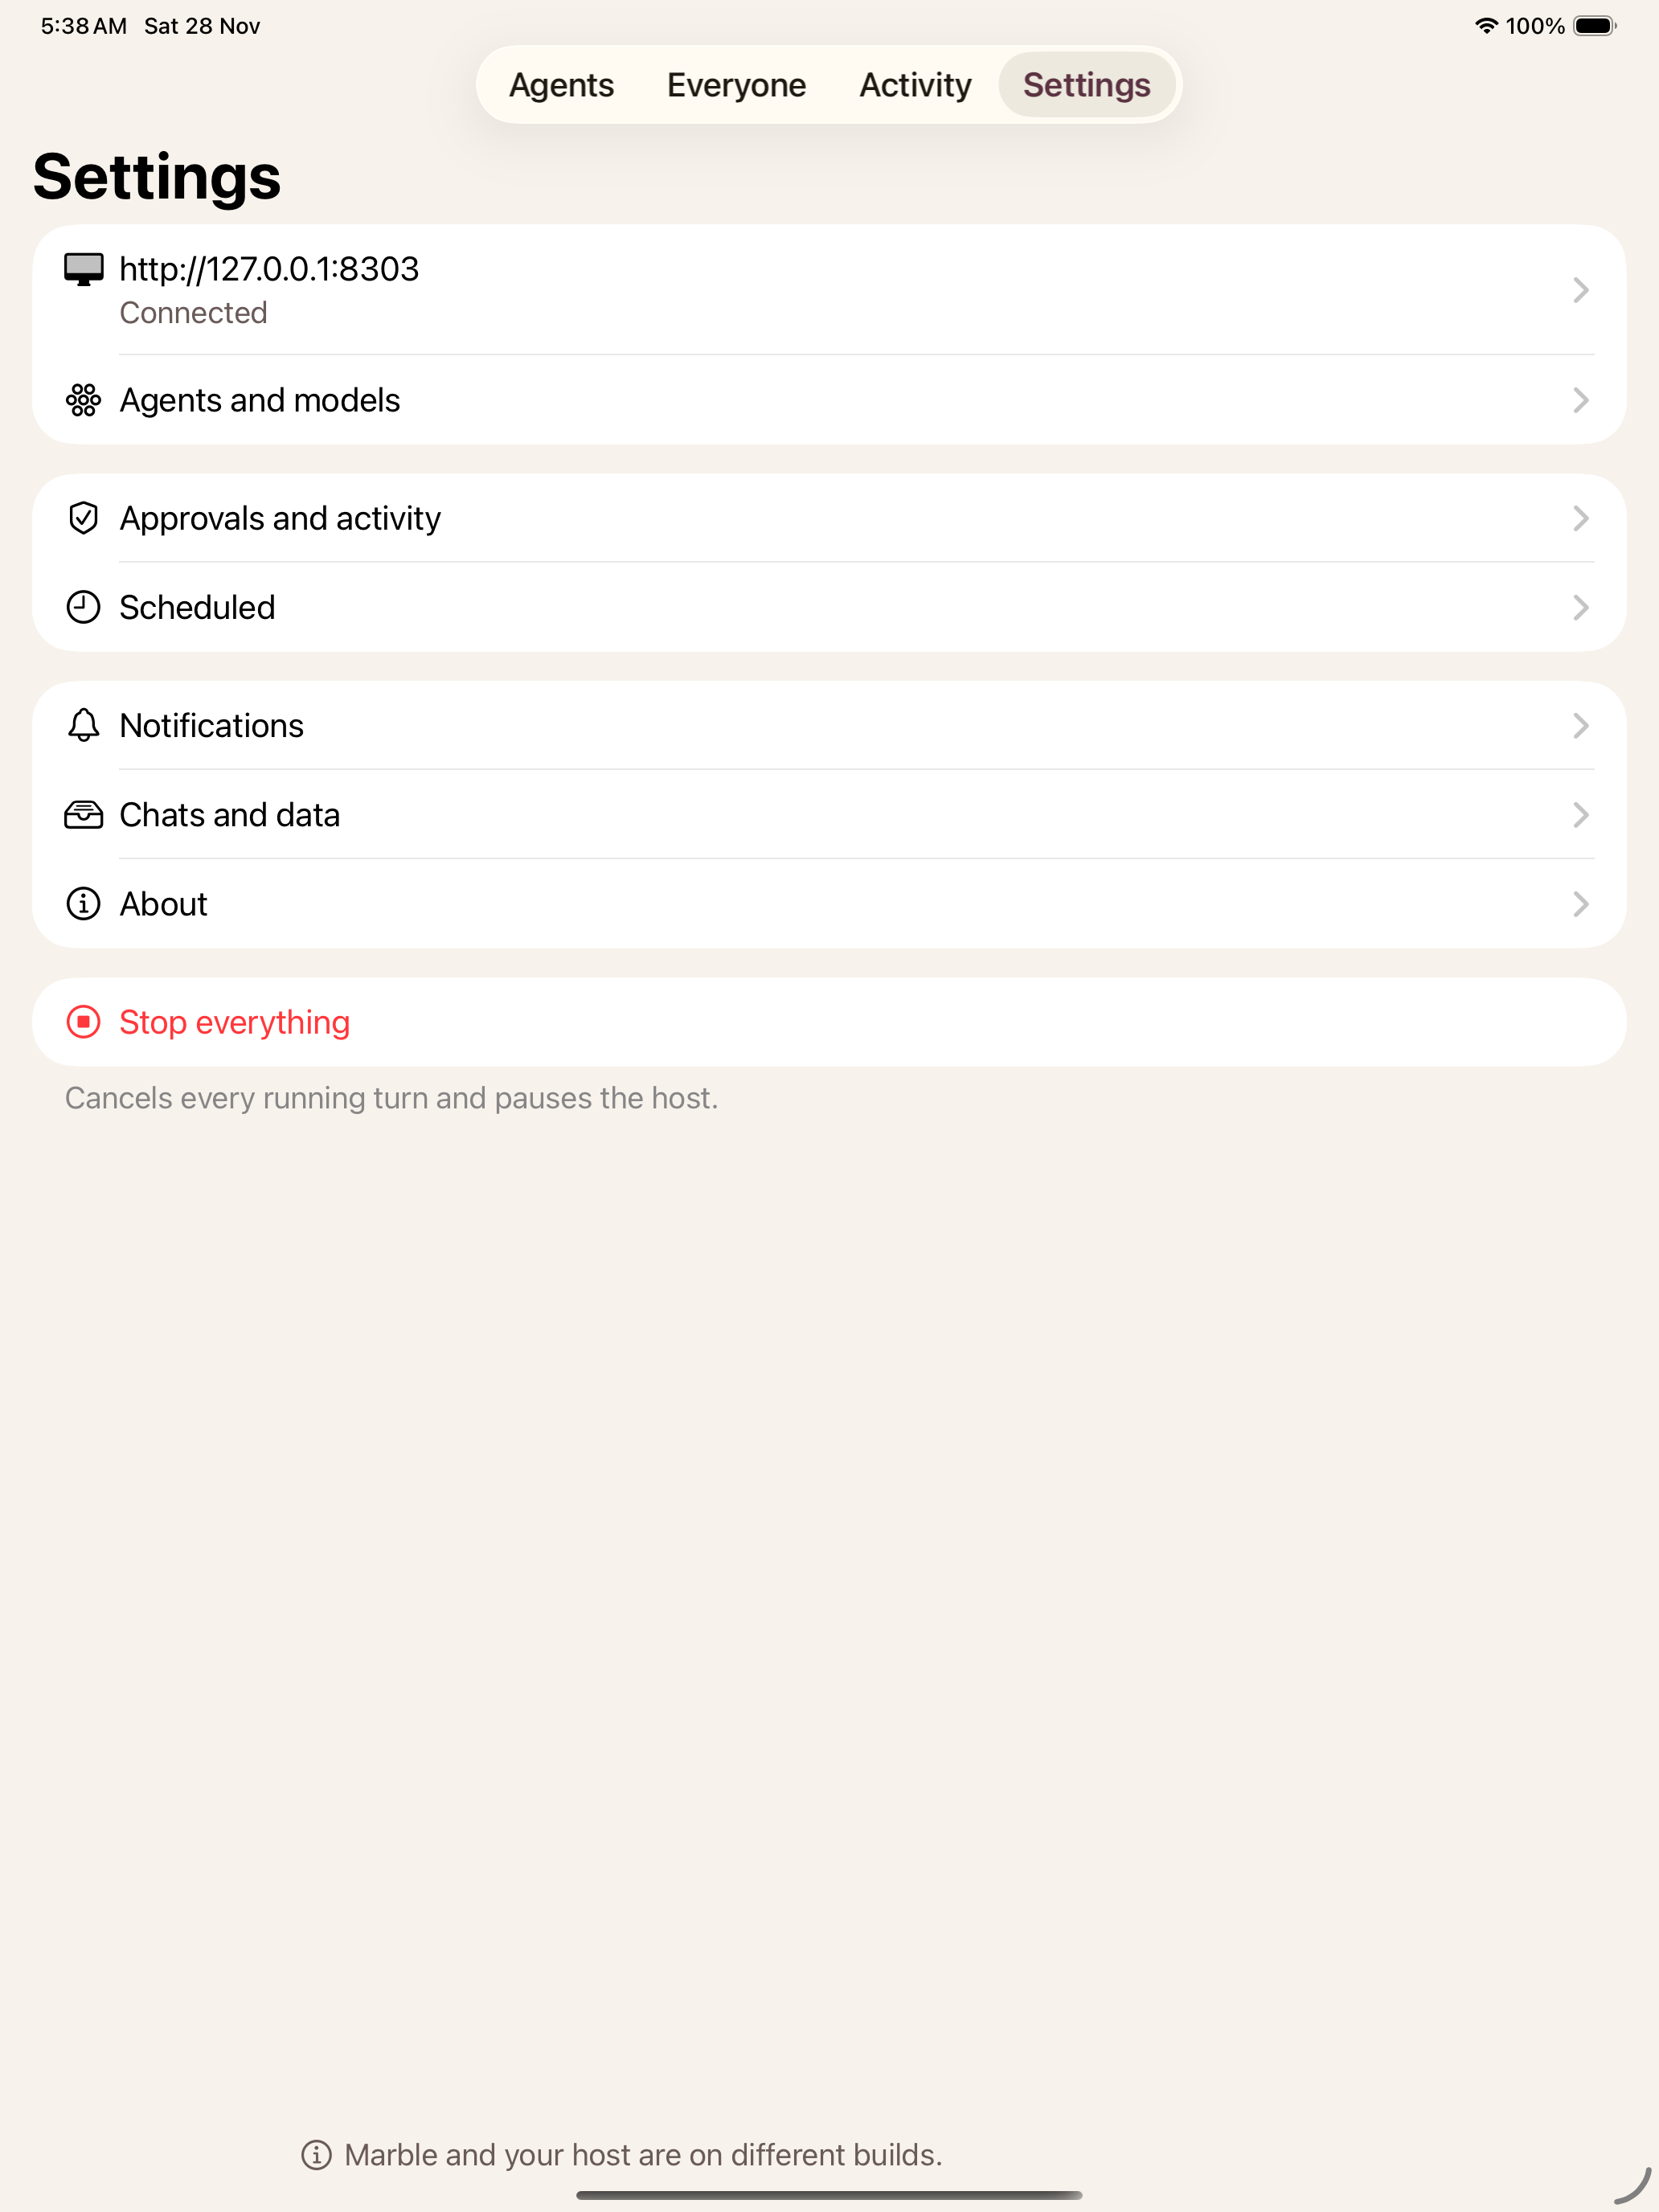 5:38 AM Sat 28 Nov
100%
Agents Everyone Activity Settings
Settings
http://127.0.0.1:8303
Connected
Agents and models
Approvals and activity
Scheduled
Notifications
Chats and data
About
Stop everything
Cancels every running turn and pauses the host.
Marble and your host are on different builds.